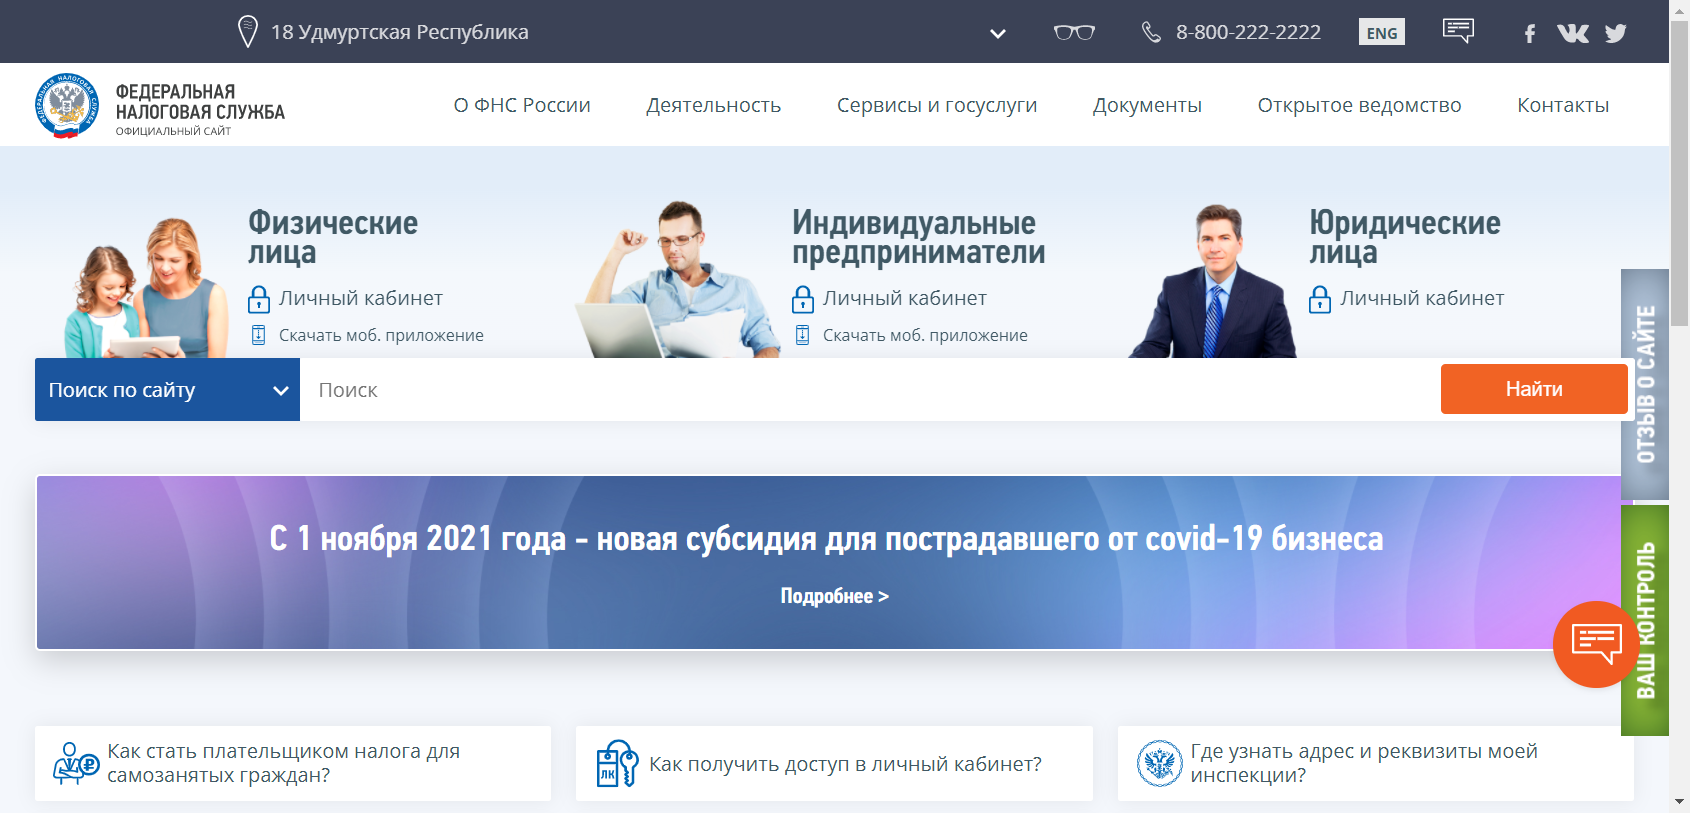 18 Удмуртская Республика
8-800-222-2222
ENG
ФЕДЕРАЛЬНАЯ НАЛОГОВАЯ СЛУЖБА
ФЕДЕРАЛЬНАЯ
НАЛОГОВАЯ СЛУЖБА
ОФИЦИАЛЬНЫЙ САЙТ
О ФНС России
Деятельность
Сервисы и госуслуги
Документы
Открытое ведомство
Контакты
Физические
лица
Личный кабинет
Скачать моб. приложение
Индивидуальные
предприниматели
Личный кабинет
Скачать моб. приложение
Юридические
лица
Личный кабинет
Поиск по сайту
Поиск
Найти
ОТЗЫВ О САЙТЕ
С 1 ноября 2021 года - новая субсидия для пострадавшего от covid-19 бизнеса
Подробнее >
ВАШ КОНТРОЛЬ
Как стать плательщиком налога для
самозанятых граждан?
ЛК
Как получить доступ в личный кабинет?
Где узнать адрес и реквизиты моей
инспекции?